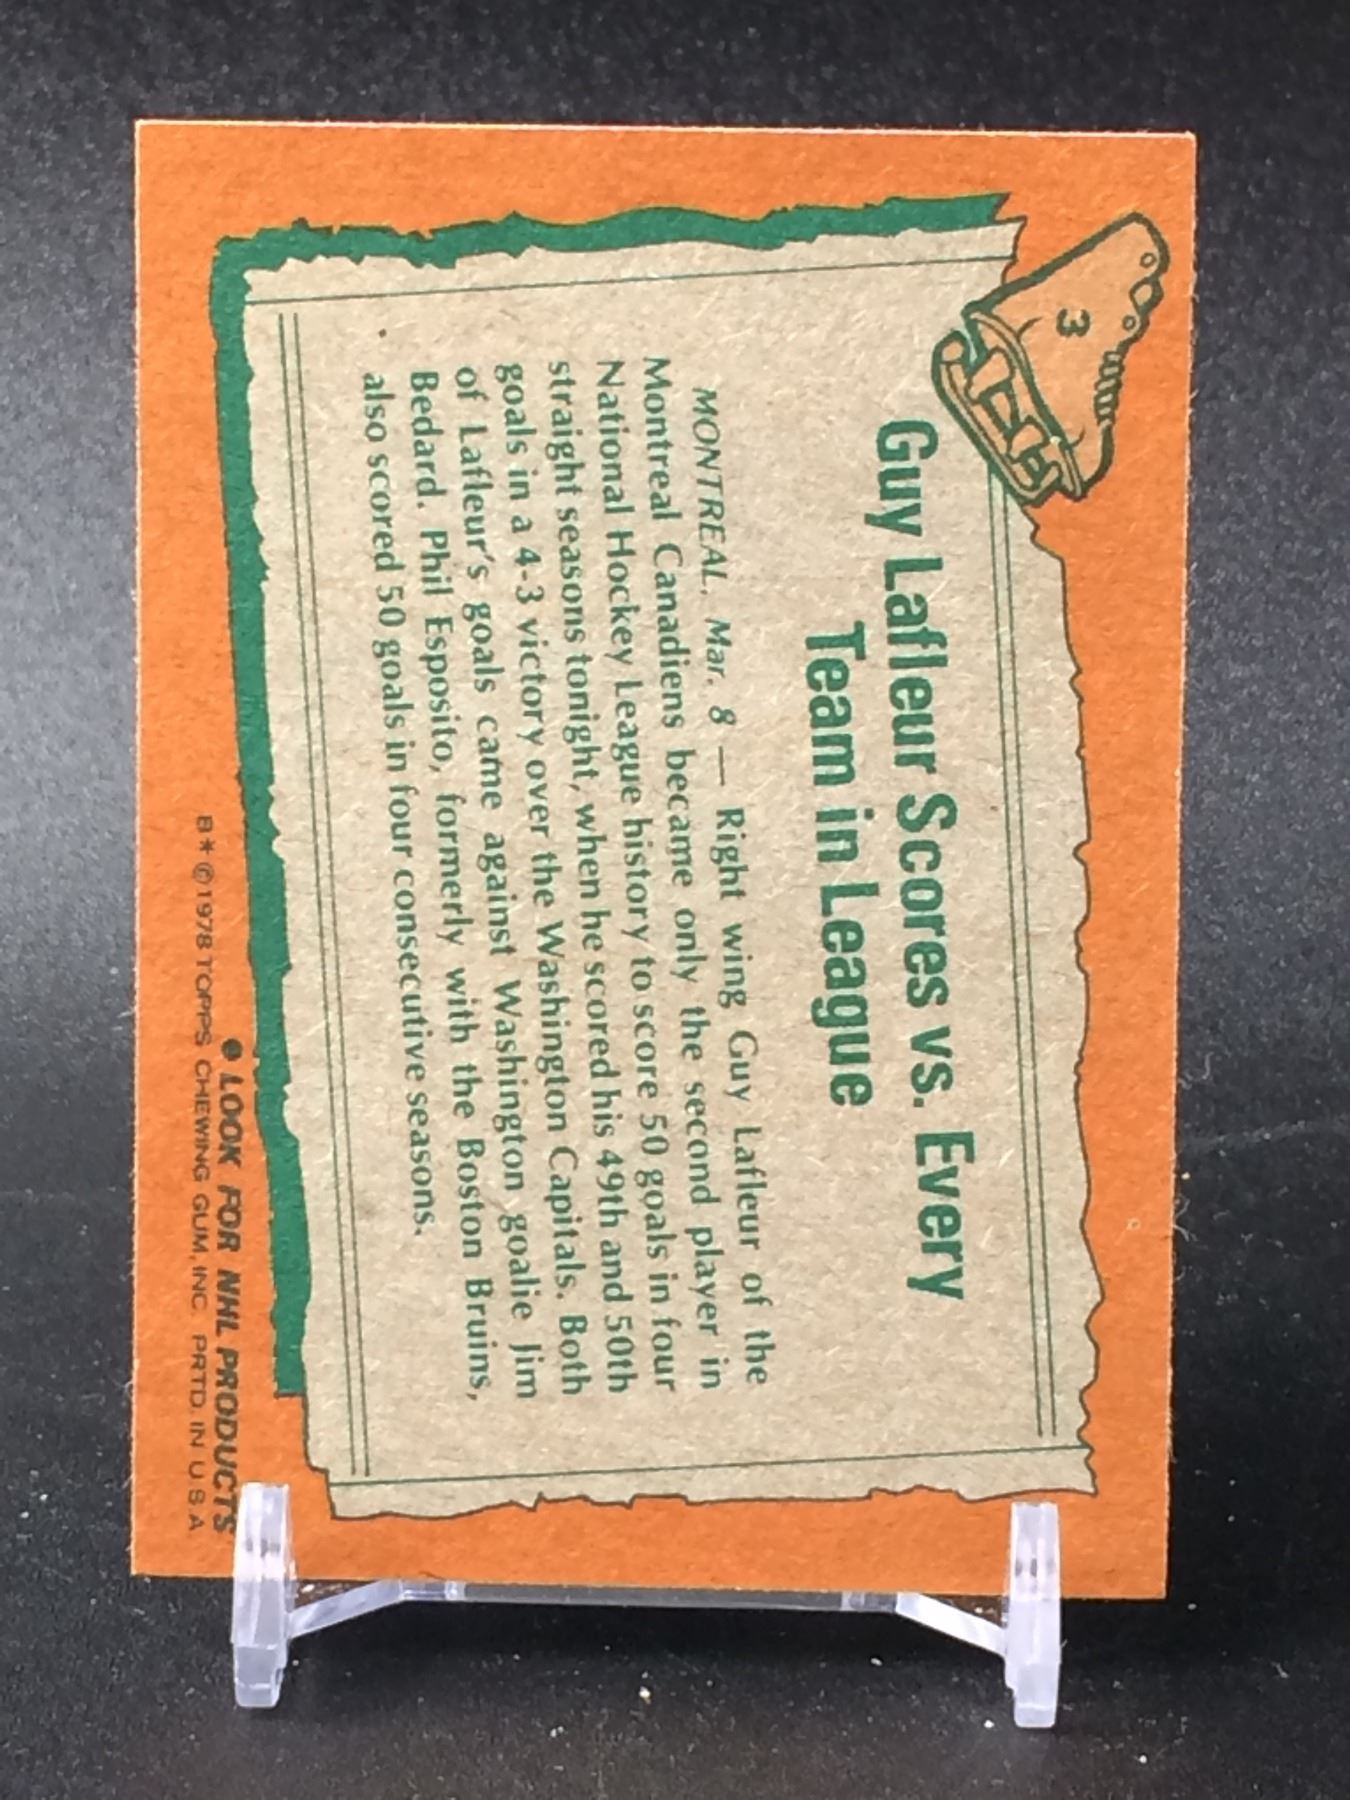 3
Guy Lafleur Scores vs. Every
Team in League
MONTREAL, Mar. 8 — Right wing Guy Lafleur of the
Montreal Canadiens became only the second player in
National Hockey League history to score 50 goals in four
straight seasons tonight, when he scored his 49th and 50th
goals in a 4-3 victory over the Washington Capitals. Both
of Lafleur's goals came against Washington goalie Jim
Bedard. Phil Esposito, formerly with the Boston Bruins,
also scored 50 goals in four consecutive seasons.
● LOOK FOR NHL PRODUCTS
B*©1978 TOPPS CHEWING GUM, INC. PRTD. IN U S A